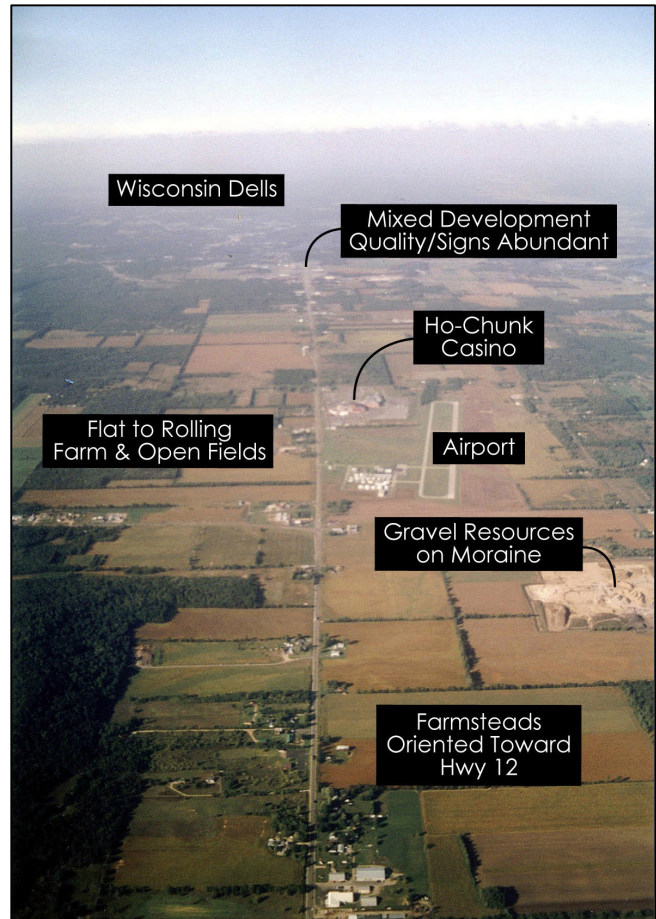 Wisconsin Dells
Mixed Development
Quality/Signs Abundant
Ho-Chunk
Casino
Flat to Rolling
Farm & Open Fields
Airport
Gravel Resources
on Moraine
Farmsteads
Oriented Toward
Hwy 12